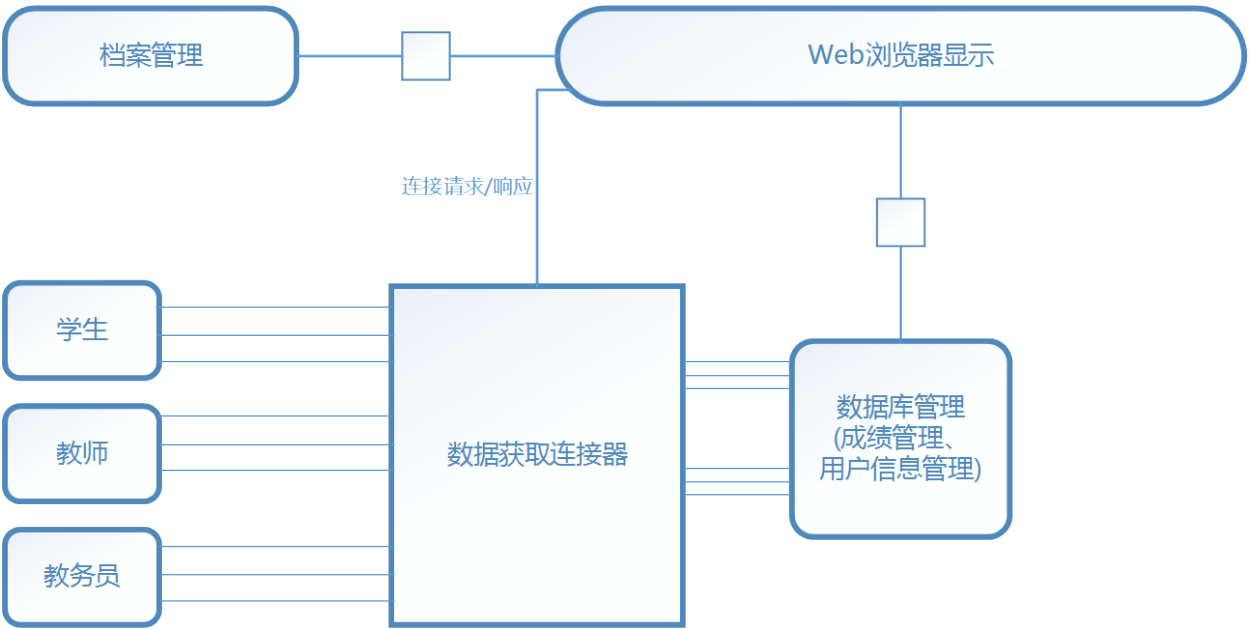 档案管理
Web浏览器显示
连接请求/响应
学生
教师
教务员
数据获取连接器
数据库管理
(成绩管理、
用户信息管理)